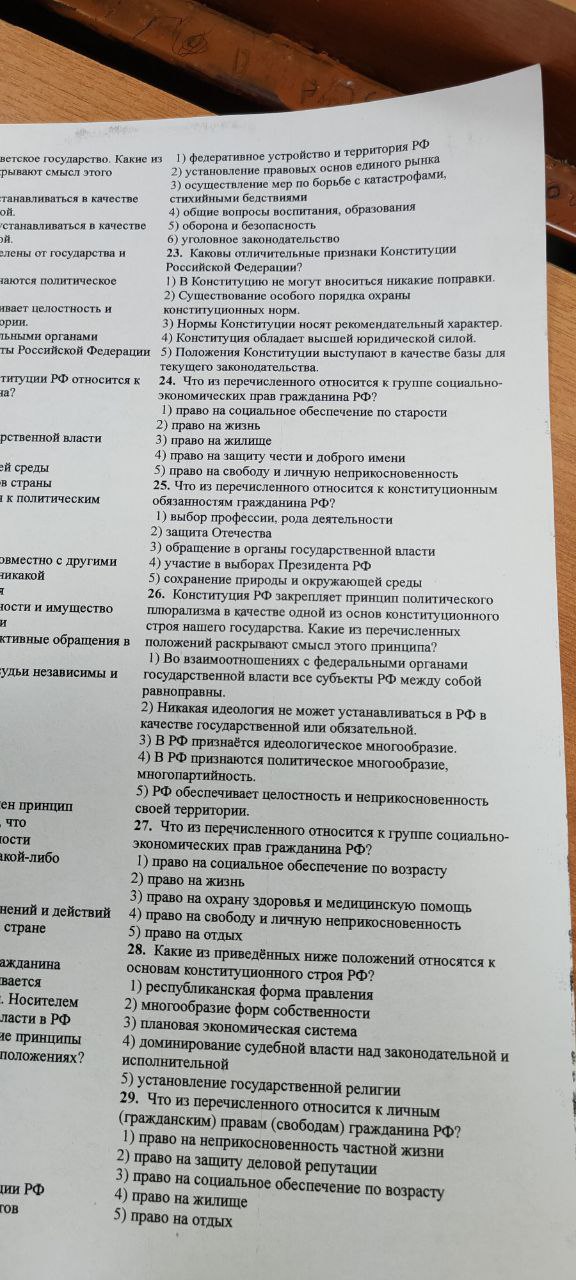 ветское государство. Какие из
крывают смысл этого
станавливаться в качестве
ой.
устанавливаться в качестве
ой.
елены от государства и
наются политическое
ивает целостность и
ории.
льными органами
ты Российской Федерации
титуции РФ относится к
на?
рственной власти
ей среды
ов страны
я к политическим
овместно с другими
никакой
я
ности и имущество
и
ективные обращения в
удьи независимы и
ен принцип
, что
ности
акой-либо
нений и действий
стране
ажданина
вается
. Носителем
ласти в РФ
ие принципы
положениях?
ции РФ
тов
1) федеративное устройство и территория РФ
2) установление правовых основ единого рынка
3) осуществление мер по борьбе с катастрофами,
стихийными бедствиями
4) общие вопросы воспитания, образования
5) оборона и безопасность
6) уголовное законодательство
23. Каковы отличительные признаки Конституции
Российской Федерации?
1) В Конституцию не могут вноситься никакие поправки.
2) Существование особого порядка охраны
конституционных норм.
3) Нормы Конституции носят рекомендательный характер.
4) Конституция обладает высшей юридической силой.
5) Положения Конституции выступают в качестве базы для
текущего законодательства.
24. Что из перечисленного относится к группе социально-
экономических прав гражданина РФ?
1) право на социальное обеспечение по старости
2) право на жизнь
3) право на жилище
4) право на защиту чести и доброго имени
5) право на свободу и личную неприкосновенность
25. Что из перечисленного относится к конституционным
обязанностям гражданина РФ?
1) выбор профессии, рода деятельности
2) защита Отечества
3) обращение в органы государственной власти
4) участие в выборах Президента РФ
5) сохранение природы и окружающей среды
26. Конституция РФ закрепляет принцип политического
плюрализма в качестве одной из основ конституционного
строя нашего государства. Какие из перечисленных
положений раскрывают смысл этого принципа?
1) Во взаимоотношениях с федеральными органами
государственной власти все субъекты РФ между собой
равноправны.
2) Никакая идеология не может устанавливаться в РФ в
качестве государственной или обязательной.
3) В РФ признаётся идеологическое многообразие.
4) В РФ признаются политическое многообразие,
многопартийность.
5) РФ обеспечивает целостность и неприкосновенность
своей территории.
27. Что из перечисленного относится к группе социально-
экономических прав гражданина РФ?
1) право на социальное обеспечение по возрасту
2) право на жизнь
3) право на охрану здоровья и медицинскую помощь
4) право на свободу и личную неприкосновенность
5) право на отдых
28. Какие из приведённых ниже положений относятся к
основам конституционного строя РФ?
1) республиканская форма правления
2) многообразие форм собственности
3) плановая экономическая система
4) доминирование судебной власти над законодательной и
исполнительной
5) установление государственной религии
29. Что из перечисленного относится к личным
(гражданским) правам (свободам) гражданина РФ?
1) право на неприкосновенность частной жизни
2) право на защиту деловой репутации
3) право на социальное обеспечение по возрасту
4) право на жилище
5) право на отдых